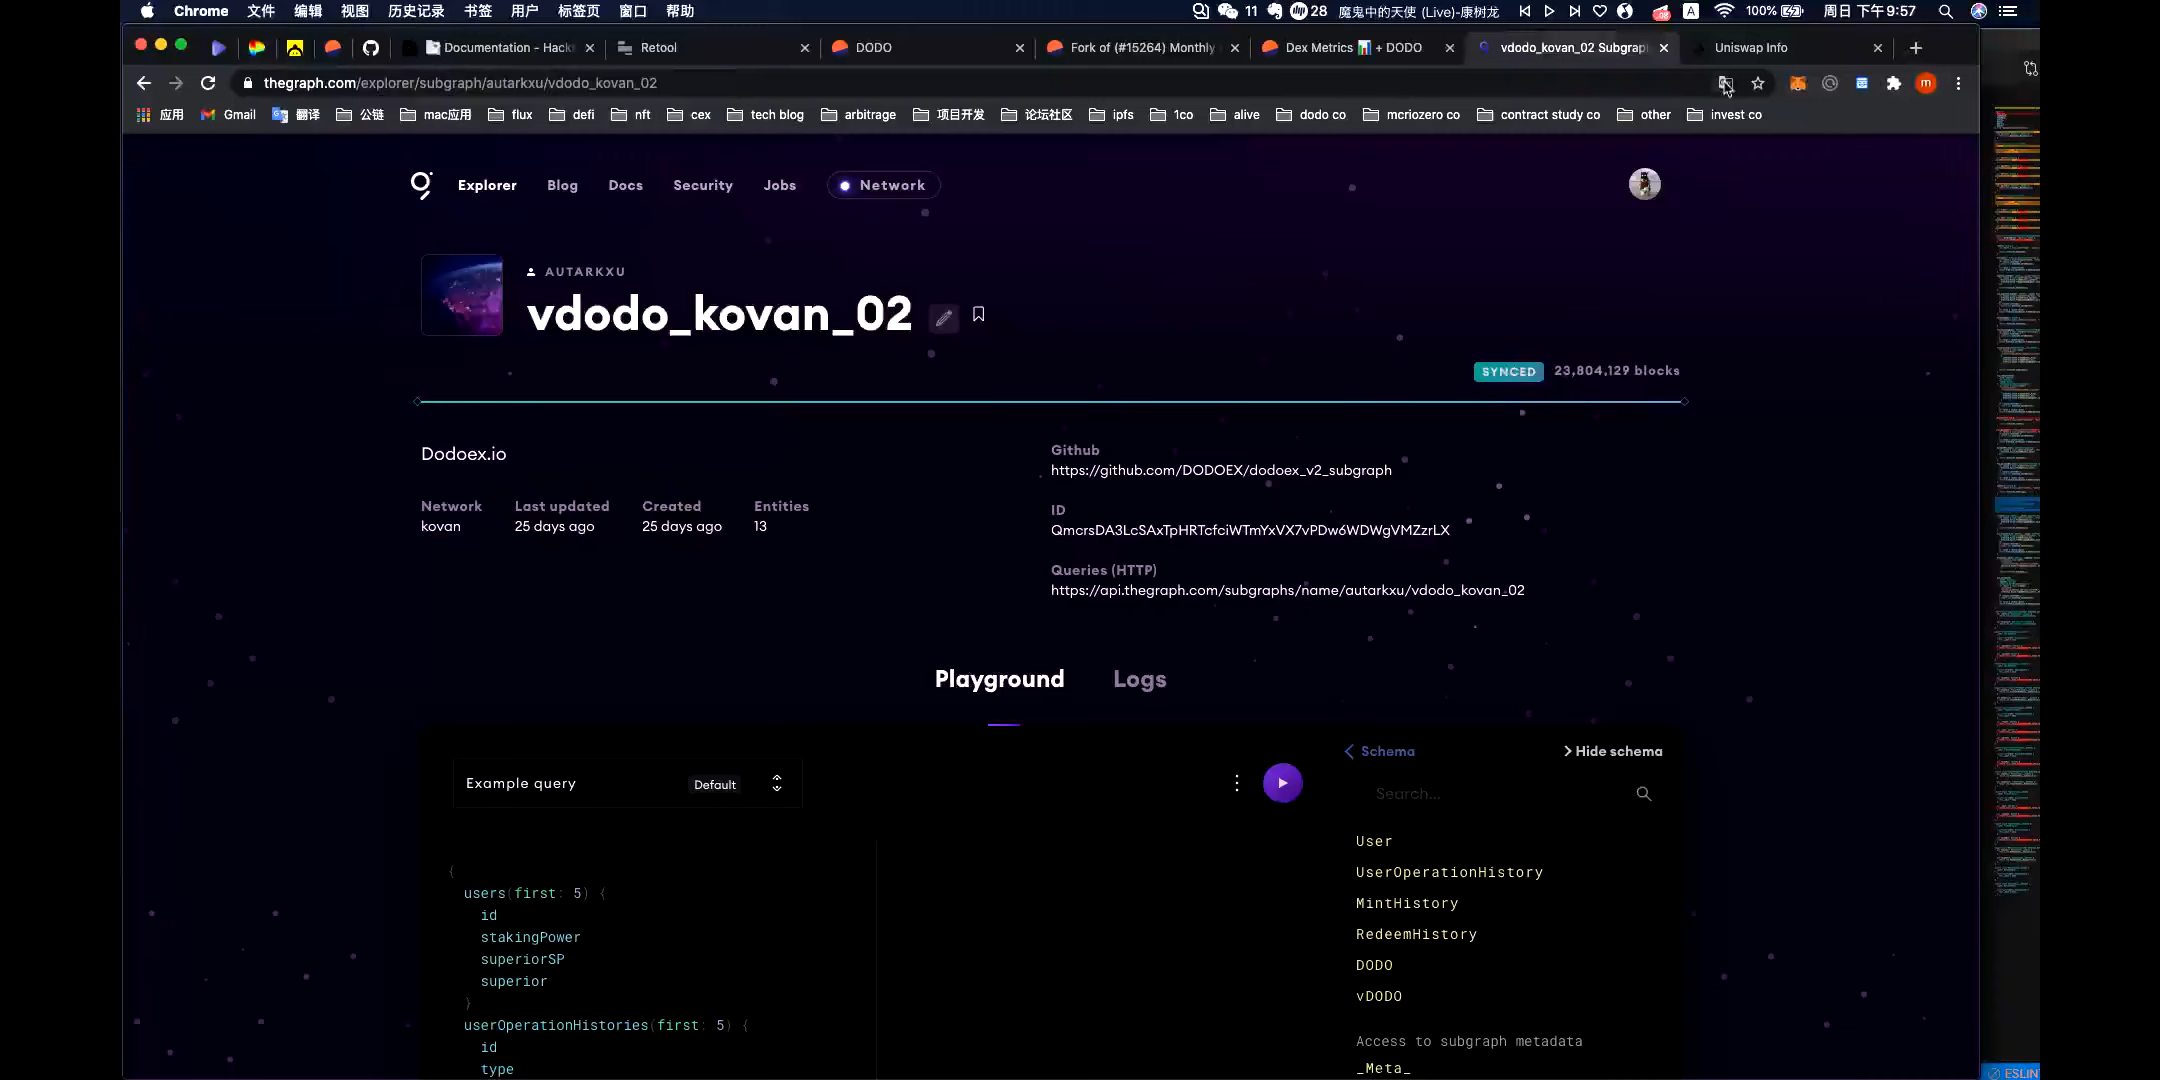 Chrome 文件 编辑 视图 历史记录 书签 用户 标签页 窗口 帮助 11 28 魔鬼中的天使 (Live)-康树龙 A 100% 周日 下午9:57
Documentation - Hack Retool DODO Fork of (#15264) Monthly Dex Metrics 📊 + DODO vdodo_kovan_02 Subgrap Uniswap Info
thegraph.com/explorer/subgraph/autarkxu/vdodo_kovan_02 m
应用 Gmail 翻译 公链 mac应用 flux defi nft cex tech blog arbitrage 项目开发 论坛社区 ipfs 1co alive dodo co mcriozero co contract study co other invest co
Explorer Blog Docs Security Jobs Network
AUTARKXU
vdodo_kovan_02
SYNCED 23,804,129 blocks
Dodoex.io
Network Last updated Created Entities
kovan 25 days ago 25 days ago 13
Github
https://github.com/DODOEX/dodoex_v2_subgraph
ID
QmcrsDA3LcSAxTpHRTcfciWTmYxVX7vPDw6WDWgVMZzrLX
Queries (HTTP)
https://api.thegraph.com/subgraphs/name/autarkxu/vdodo_kovan_02
Playground Logs
Example query Default
Schema Hide schema
Search...
{
users(first: 5) {
id
stakingPower
superiorSP
superior
}
userOperationHistories(first: 5) {
id
type
User
UserOperationHistory
MintHistory
RedeemHistory
DODO
vDODO
Access to subgraph metadata
_Meta_
ESLIN